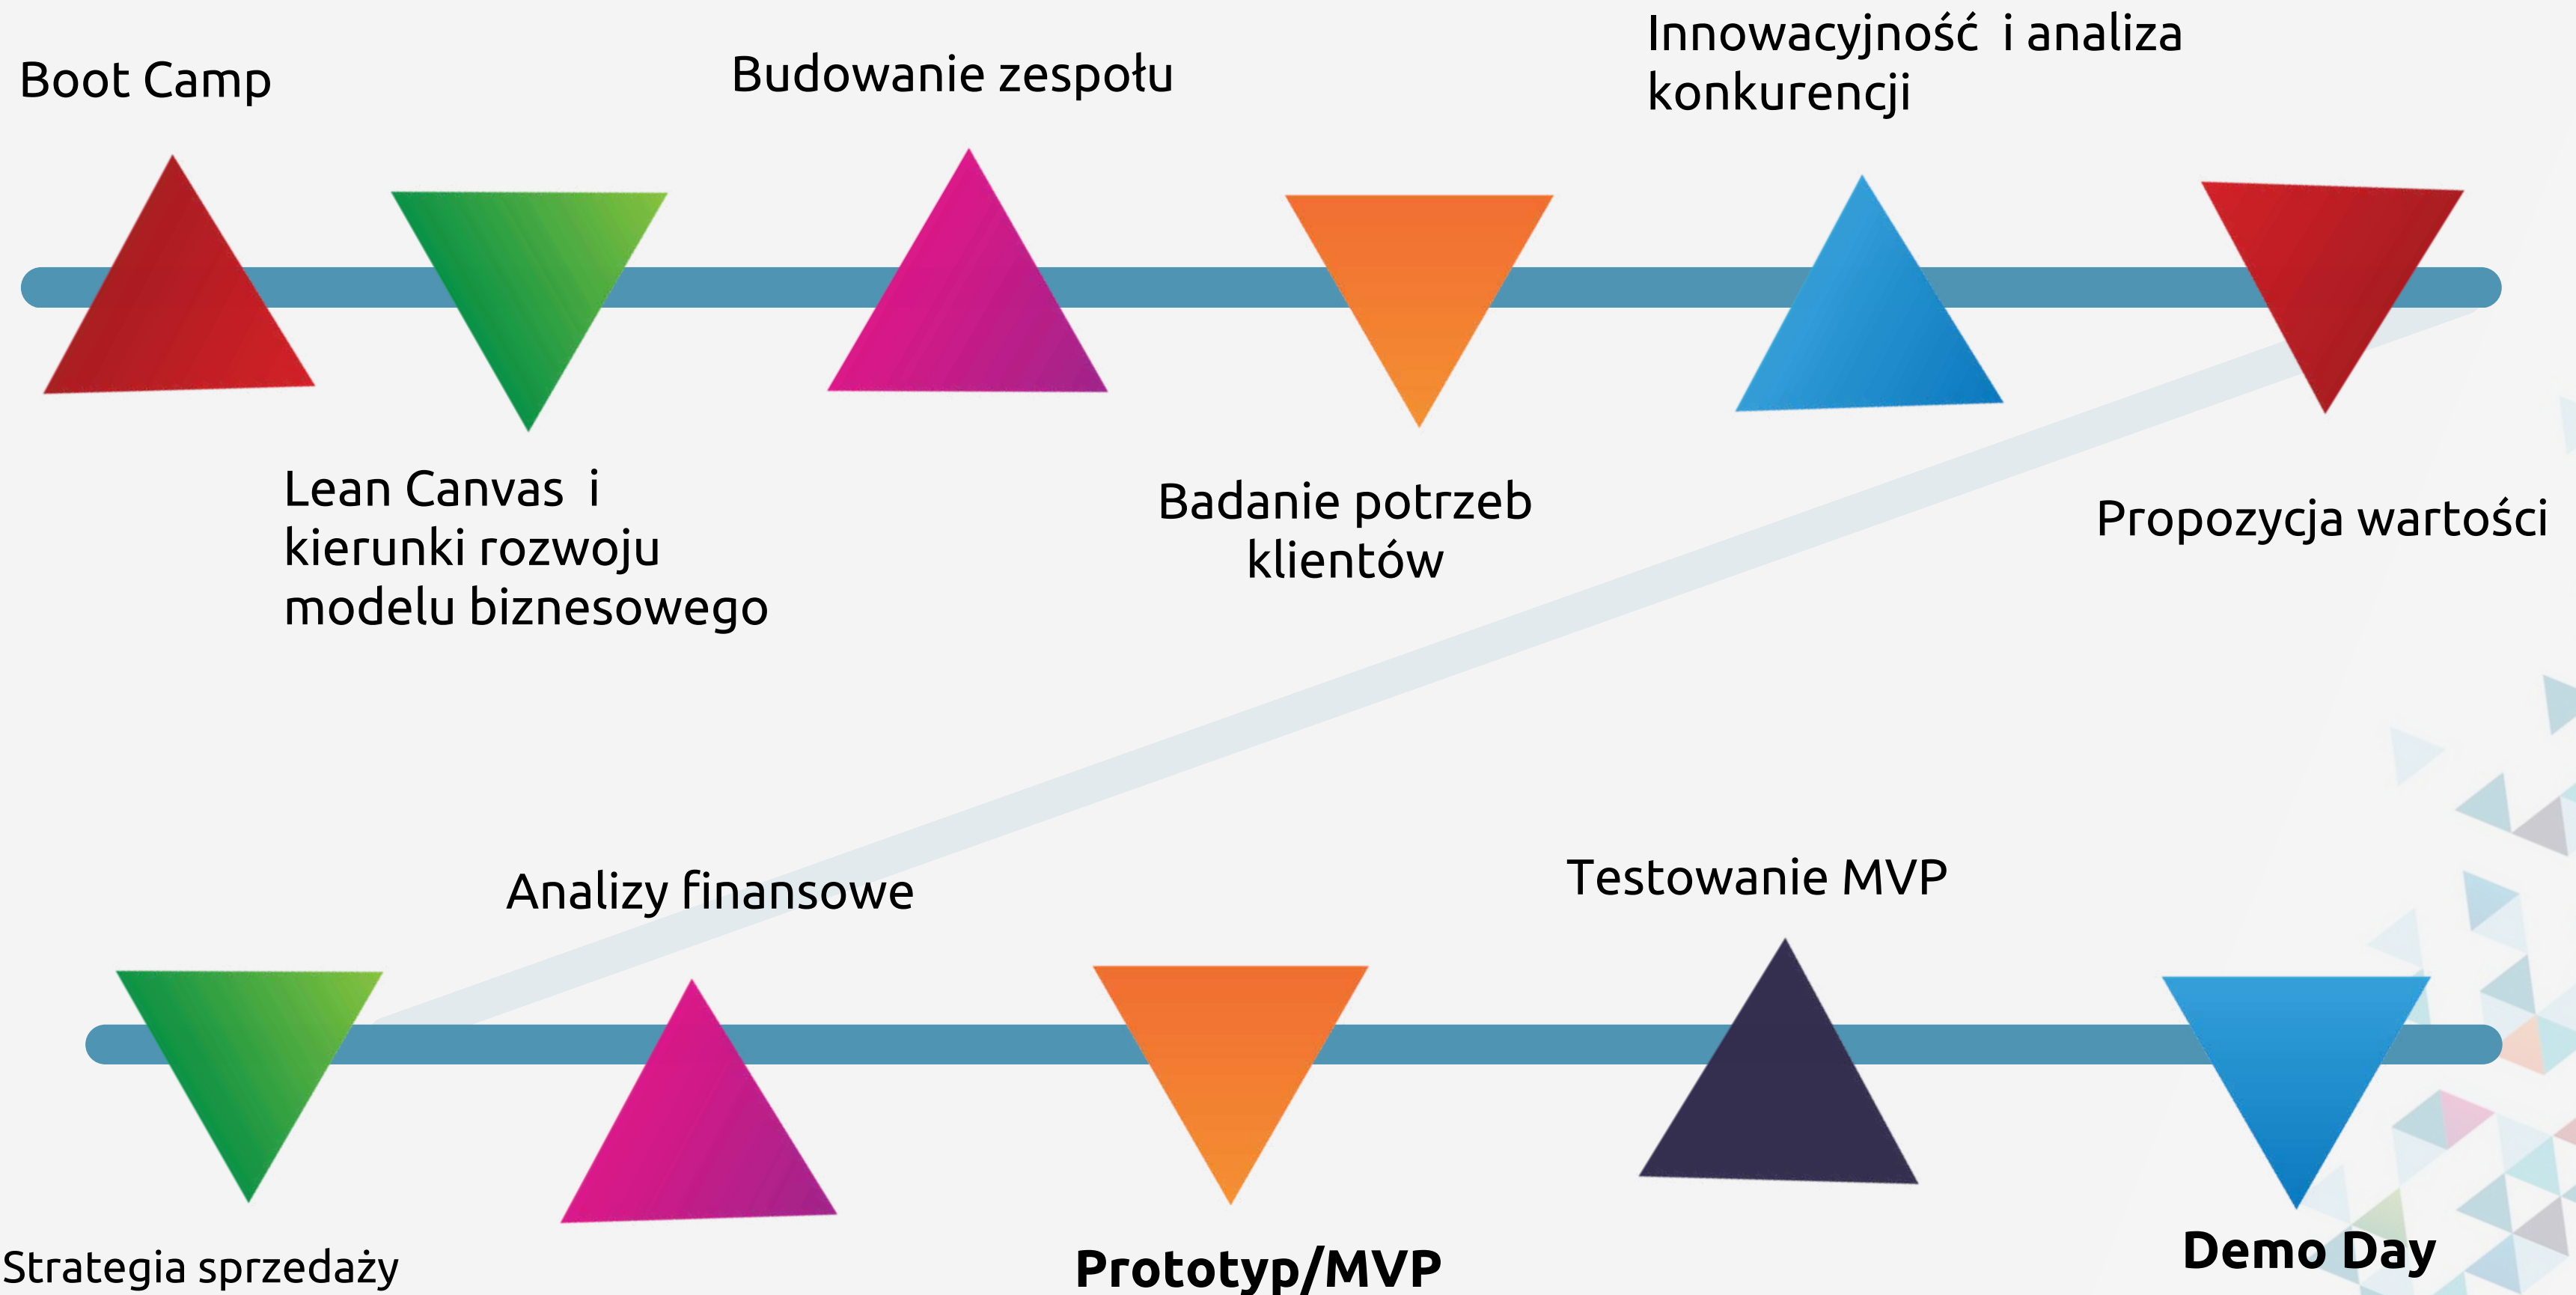 Boot Camp
Lean Canvas  i
kierunki rozwoju
modelu biznesowego
Budowanie zespołu
Badanie potrzeb
klientów
Innowacyjność  i analiza
konkurencji
Propozycja wartości
Strategia sprzedaży
Analizy finansowe
Prototyp/MVP
Testowanie MVP
Demo Day